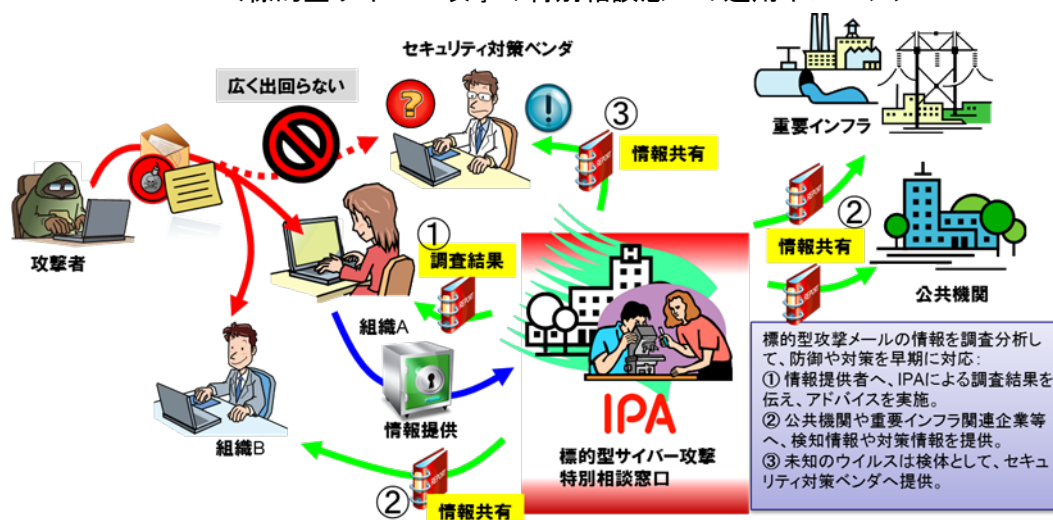 セキュリティ対策ベンダ
広く出回らない
③
情報共有
重要インフラ
攻撃者
①
調査結果
②
情報共有
公共機関
組織A
情報提供
組織B
IPA
標的型サイバー攻撃
特別相談窓口
②
情報共有
標的型攻撃メールの情報を調査分析し
て、防御や対策を早期に対応:
① 情報提供者へ、IPAによる調査結果を
伝え、アドバイスを実施。
② 公共機関や重要インフラ関連企業等
へ、検知情報や対策情報を提供。
③ 未知のウイルスは検体として、セキュ
リティ対策ベンダへ提供。
REPORT
REPORT
REPORT
REPORT
REPORT